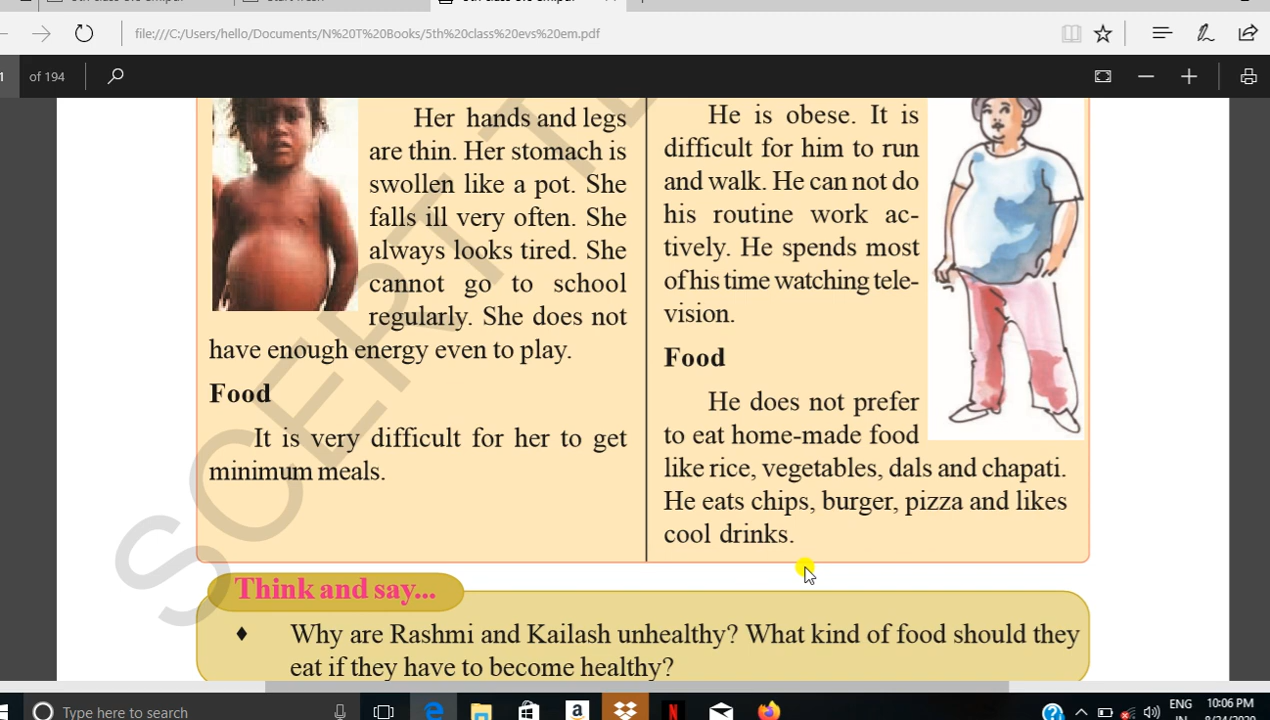 file:///C:/Users/hello/Documents/N%20T%20Books/5th%20class%20evs%20em.pdf
1 of 194
Her hands and legs
are thin. Her stomach is
swollen like a pot. She
falls ill very often. She
always looks tired. She
cannot go to school
regularly. She does not
have enough energy even to play.
Food
It is very difficult for her to get
minimum meals.
He is obese. It is
difficult for him to run
and walk. He can not do
his routine work ac-
tively. He spends most
of his time watching tele-
vision.
Food
He does not prefer
to eat home-made food
like rice, vegetables, dals and chapati.
He eats chips, burger, pizza and likes
cool drinks.
SCERT
Think and say...
♦ Why are Rashmi and Kailash unhealthy? What kind of food should they
eat if they have to become healthy?
Type here to search
ENG
10:06 PM
IN